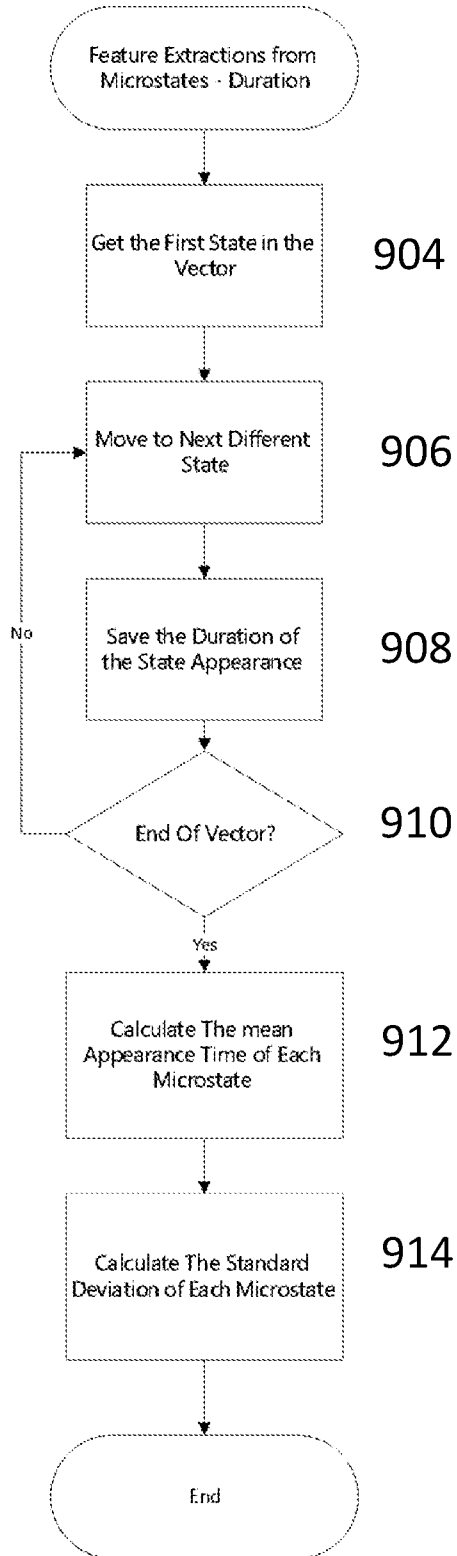 Feature Extractions from
Microstates - Duration
Get the First State in the
Vector
904
Move to Next Different
State
906
No
Save the Duration of
the State Appearance
908
End Of Vector?
910
Yes
Calculate The mean
Appearance Time of Each
Microstate
912
Calculate The Standard
Deviation of Each Microstate
914
End